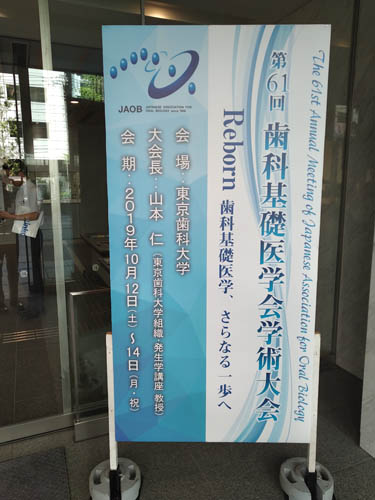 The 61st Annual Meeting of Japanese Association for Oral Biology
第61回 歯科基礎医学会学術大会
Reborn 歯科基礎医学、さらなる一歩へ
JAOB
JAPANESE ASSOCIATION FOR
ORAL BIOLOGY since 1959
会 場：東京歯科大学
大会長：山本 仁（東京歯科大学組織・発生学講座 教授）
会 期：2019年10月12日（土）～14日（月・祝）